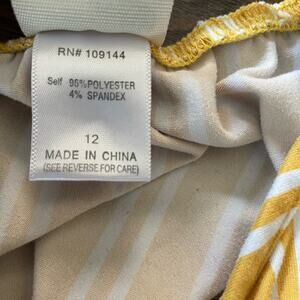 RN# 109144
Self 96%POLYESTER
4% SPANDEX
12
MADE IN CHINA
(SEE REVERSE FOR CARE)